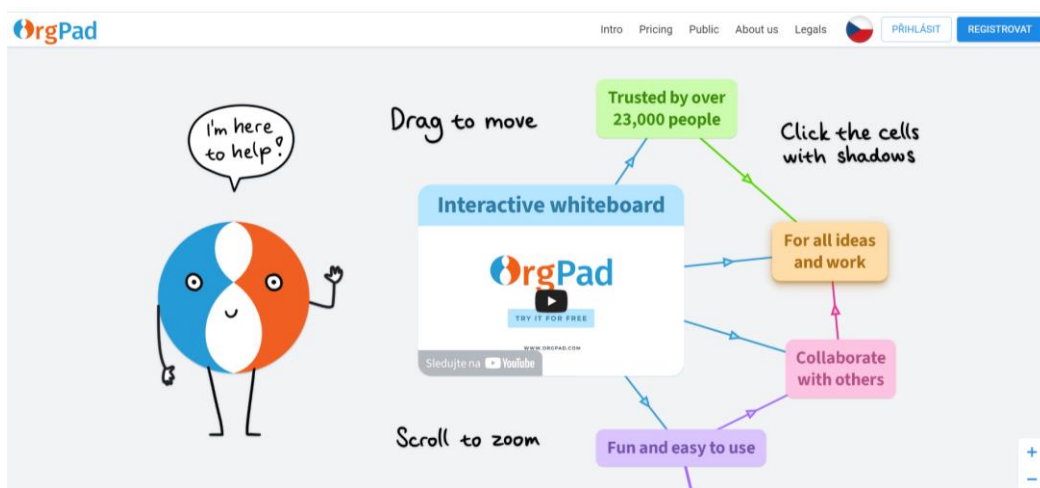 OrgPad
Intro Pricing Public About us Legals PŘIHLÁSIT REGISTROVAT
I'm here
to help!
Drag to move
Trusted by over
23,000 people
Click the cells
with shadows
Interactive whiteboard
OrgPad
TRY IT FOR FREE
WWW.ORGPAD.COM
Sledujte na YouTube
For all ideas
and work
Collaborate
with others
Scroll to zoom
Fun and easy to use
+
−